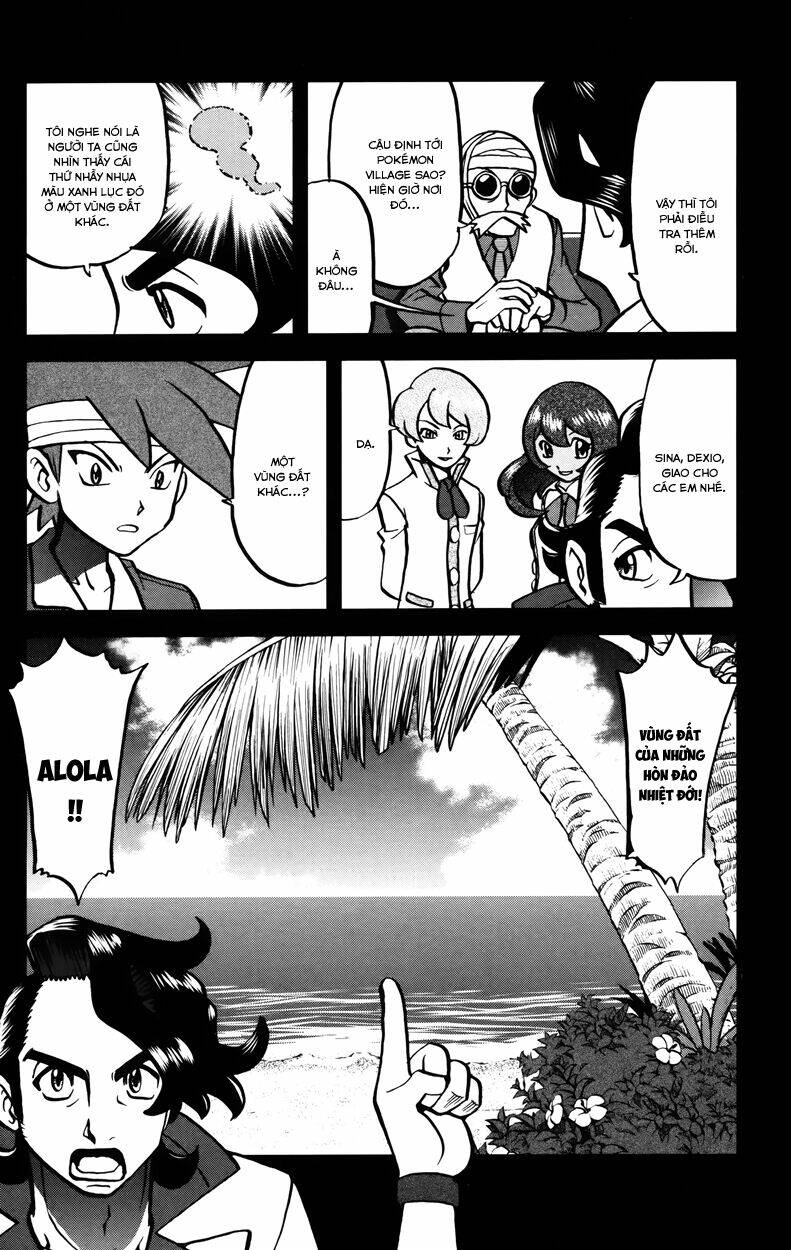 VẬY THÌ TÔI
PHẢI ĐIỀU
TRA THÊM
RỒI.
CẬU ĐỊNH TỚI
POKÉMON
VILLAGE SAO?
HIỆN GIỜ NƠI
ĐÓ...
À
KHÔNG
ĐÂU...
TÔI NGHE NÓI LÀ
NGƯỜI TA CŨNG
NHÌN THẤY CÁI
THỨ NHẦY NHỤA
MÀU XANH LỤC ĐÓ
Ở MỘT VÙNG ĐẤT
KHÁC.
SINA, DEXIO,
GIAO CHO
CÁC EM NHÉ.
DẠ.
MỘT
VÙNG ĐẤT
KHÁC...?
VÙNG ĐẤT
CỦA NHỮNG
HÒN ĐẢO
NHIỆT ĐỚI!
ALOLA
!!